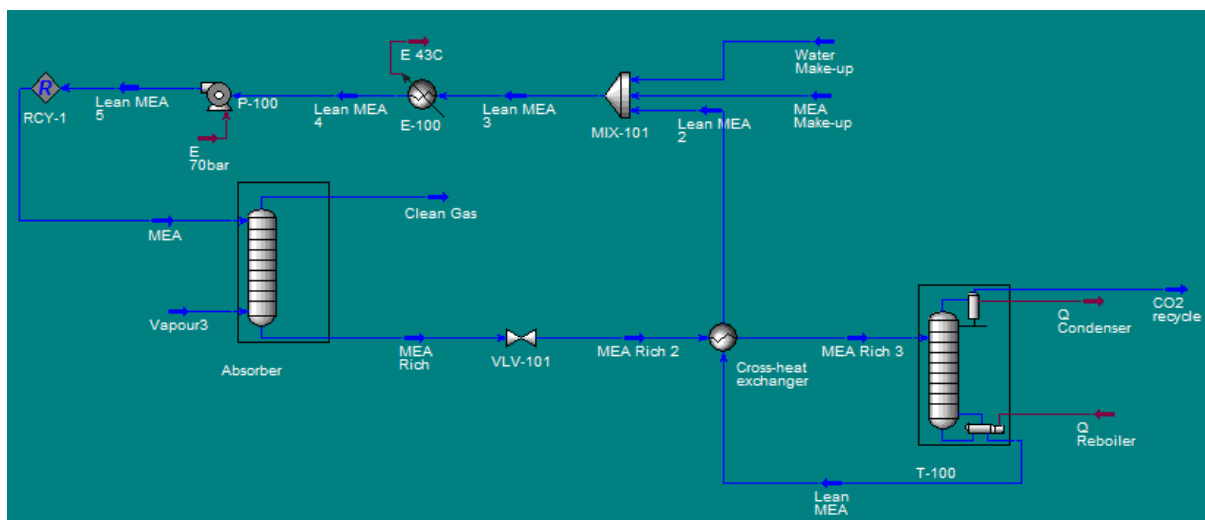 E 43C
Water
Make-up
R
RCY-1
Lean MEA
5
P-100
Lean MEA
4
E-100
Lean MEA
3
MIX-101
Lean MEA
2
MEA
Make-up
E
70bar
Clean Gas
MEA
Vapour3
Absorber
MEA
Rich
VLV-101
MEA Rich 2
Cross-heat
exchanger
MEA Rich 3
Q
Condenser
CO2
recycle
Q
Reboiler
T-100
Lean
MEA